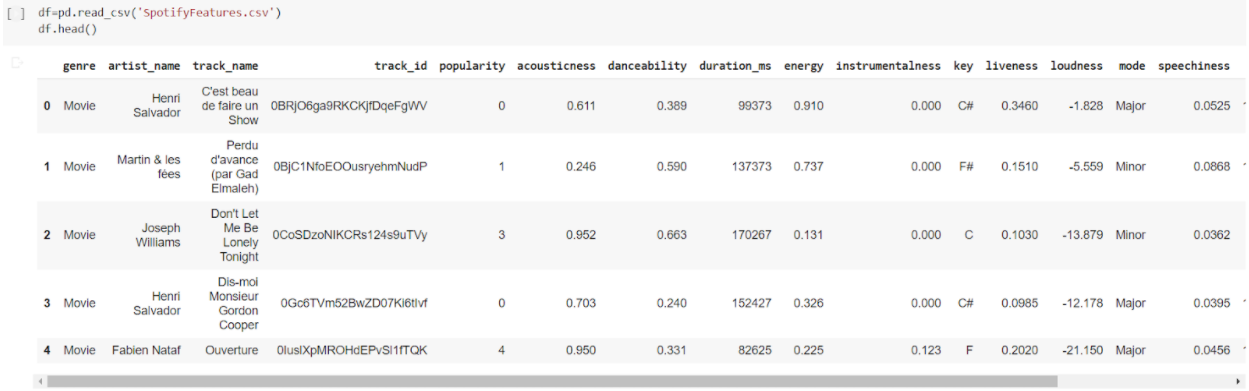 [ ] df=pd.read_csv('SpotifyFeatures.csv')
df.head()
genre artist_name track_name track_id popularity acousticness danceability duration_ms energy instrumentalness key liveness loudness mode speechiness
0 Movie Henri Salvador C'est beau de faire un Show 0BRjO6ga9RKCKjfDqeFgWV 0 0.611 0.389 99373 0.910 0.000 C# 0.3460 -1.828 Major 0.0525
1 Movie Martin & les fées Perdu d'avance (par Gad Elmaleh) 0BjC1NfoEOOusryehmNudP 1 0.246 0.590 137373 0.737 0.000 F# 0.1510 -5.559 Minor 0.0868
2 Movie Joseph Williams Don't Let Me Be Lonely Tonight 0CoSDzoNIKCRs124s9uTVy 3 0.952 0.663 170267 0.131 0.000 C 0.1030 -13.879 Minor 0.0362
3 Movie Henri Salvador Dis-moi Monsieur Gordon Cooper 0Gc6TVm52BwZD07Ki6tIvf 0 0.703 0.240 152427 0.326 0.000 C# 0.0985 -12.178 Major 0.0395
4 Movie Fabien Nataf Ouverture 0IuslXpMROHdEPvSl1fTQK 4 0.950 0.331 82625 0.225 0.123 F 0.2020 -21.150 Major 0.0456